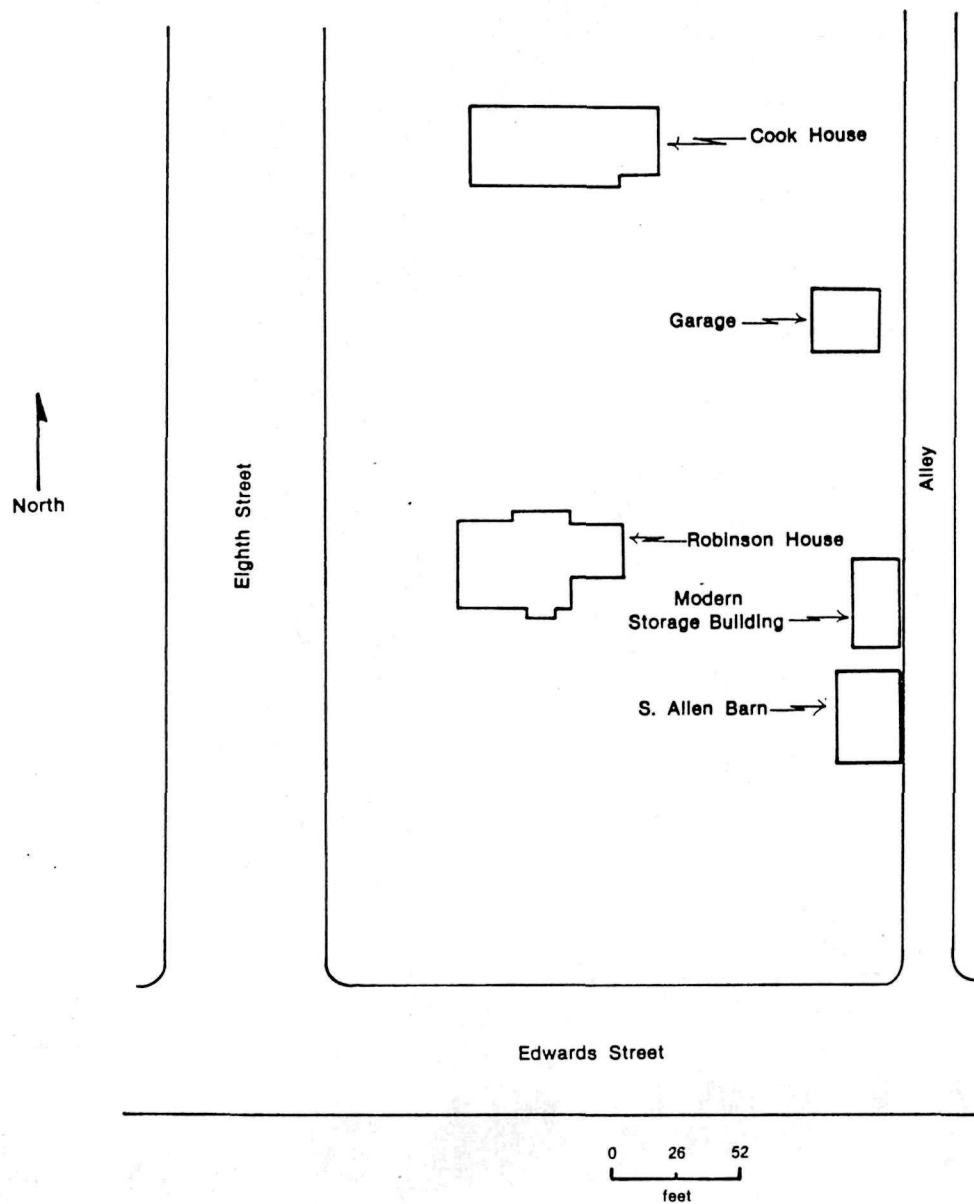 Cook House
Garage
North
Eighth Street
Alley
Robinson House
Modern
Storage Building
S. Allen Barn
Edwards Street
0 26 52
feet